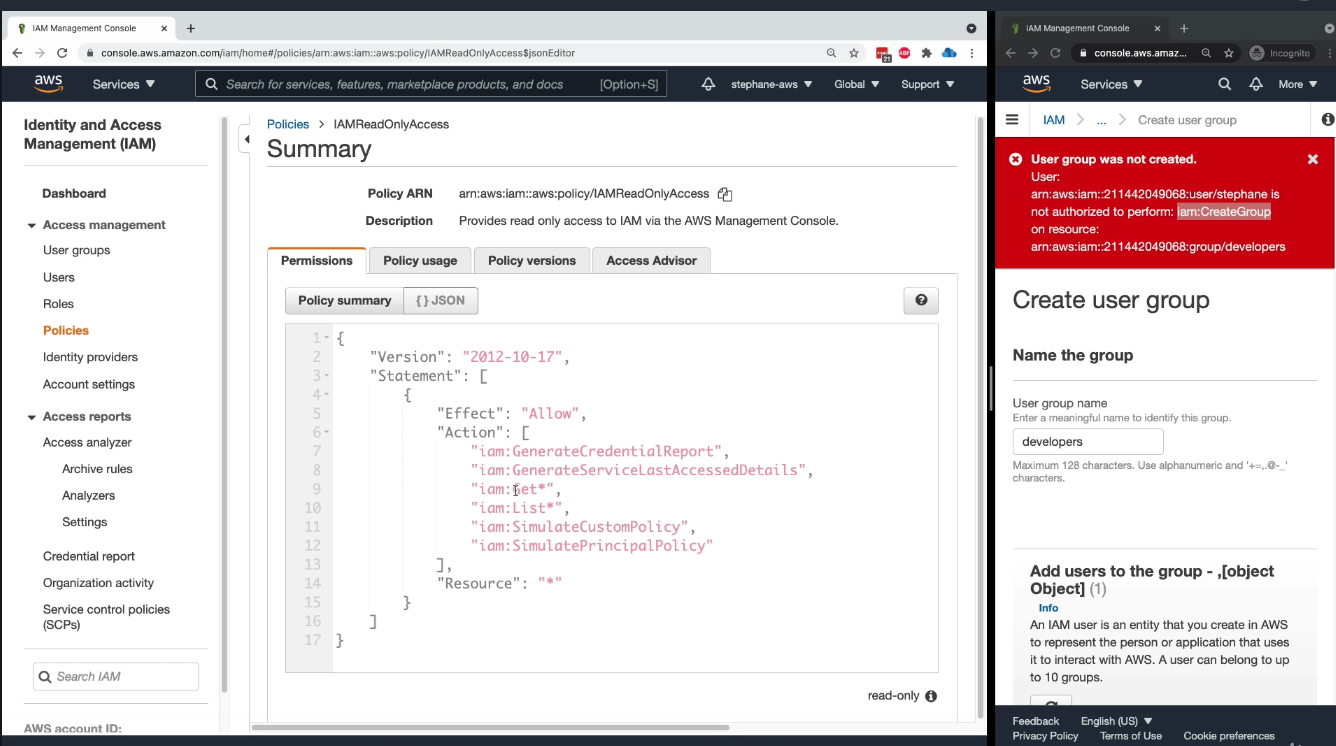 IAM Management Console
console.aws.amazon.com/iam/home#/policies/arn:aws:iam::aws:policy/IAMReadOnlyAccess$jsonEditor
21
ABP
aws
Services
Search for services, features, marketplace products, and docs
[Option+S]
stephane-aws
Global
Support
Identity and Access
Management (IAM)
Dashboard
Access management
User groups
Users
Roles
Policies
Identity providers
Account settings
Access reports
Access analyzer
Archive rules
Analyzers
Settings
Credential report
Organization activity
Service control policies
(SCPs)
Search IAM
AWS account ID:
Policies > IAMReadOnlyAccess
Summary
Policy ARN arn:aws:iam::aws:policy/IAMReadOnlyAccess
Description Provides read only access to IAM via the AWS Management Console.
Permissions
Policy usage
Policy versions
Access Advisor
Policy summary
{ } JSON
?
1 {
2 "Version": "2012-10-17",
3 "Statement": [
4 {
5 "Effect": "Allow",
6 "Action": [
7 "iam:GenerateCredentialReport",
8 "iam:GenerateServiceLastAccessedDetails",
9 "iam:Get*",
10 "iam:List*",
11 "iam:SimulateCustomPolicy",
12 "iam:SimulatePrincipalPolicy"
13 ],
14 "Resource": "*"
15 }
16 ]
17 }
read-only
IAM Management Console
console.aws.amaz...
Incognito
aws
Services
More
IAM > ... > Create user group
User group was not created.
User:
arn:aws:iam::211442049068:user/stephane is
not authorized to perform: iam:CreateGroup
on resource:
arn:aws:iam::211442049068:group/developers
Create user group
Name the group
User group name
Enter a meaningful name to identify this group.
developers
Maximum 128 characters. Use alphanumeric and '+=,.@-_'
characters.
Add users to the group - ,[object
Object] (1)
Info
An IAM user is an entity that you create in AWS
to represent the person or application that uses
it to interact with AWS. A user can belong to up
to 10 groups.
Feedback
English (US)
Privacy Policy
Terms of Use
Cookie preferences